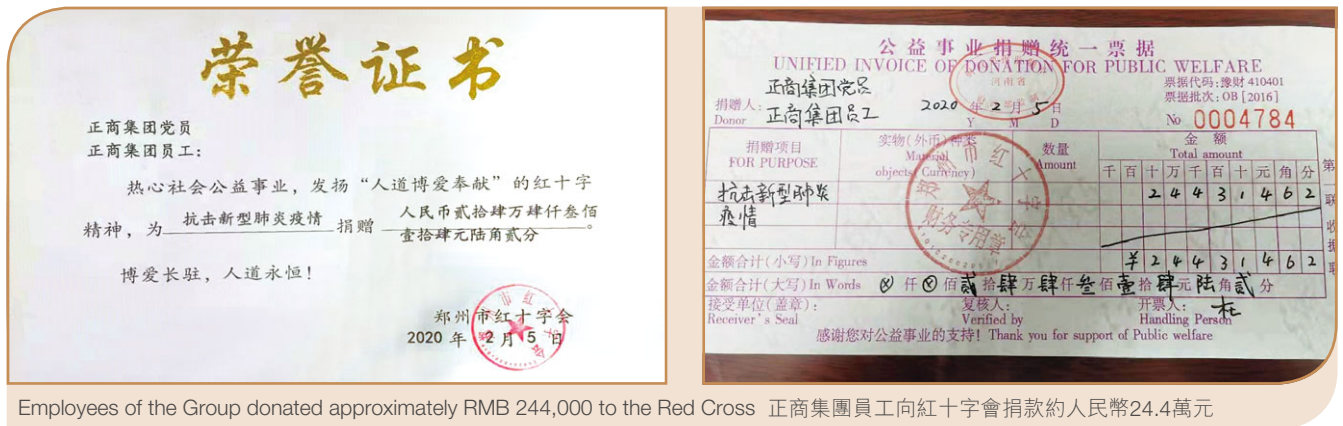 荣誉证书
正商集团党员
正商集团员工：
热心社会公益事业，发扬“人道博爱奉献”的红十字
精神，为 抗击新型肺炎疫情 捐赠 人民币贰拾肆万肆仟叁佰
壹拾肆元陆角贰分。
博爱长驻，人道永恒！
郑州市红十字会
2020 年 2 月 5 日
公益事业捐赠统一票据
UNIFIED INVOICE OF DONATION FOR PUBLIC WELFARE
票据代码:豫财 410401
票据批次:OB [2016]
No 0004784
捐赠人:
Donor
正商集团党员
正商集团员工
2020 年 2 月 5 日
Y M D
捐赠项目
FOR PURPOSE
实物(外币)种类
Material
objects(Currency)
数量
Amount
金额
Total amount
千 百 十 万 千 百 十 元 角 分
抗击新型肺炎
疫情
2 4 4 3 1 4 6 2
金额合计(小写) In Figures
¥ 2 4 4 3 1 4 6 2
金额合计(大写) In Words ⊗ 仟 ⊗ 佰 贰 拾 肆 万 肆 仟 叁 佰 壹 拾 肆 元 陆 角 贰 分
接受单位(盖章):
Receiver's Seal
复核人:
Verified by
开票人:
Handling Person
杜
郑州市红十字会
财务专用章
感谢您对公益事业的支持! Thank you for support of Public welfare
Employees of the Group donated approximately RMB 244,000 to the Red Cross 正商集團員工向紅十字會捐款約人民幣24.4萬元